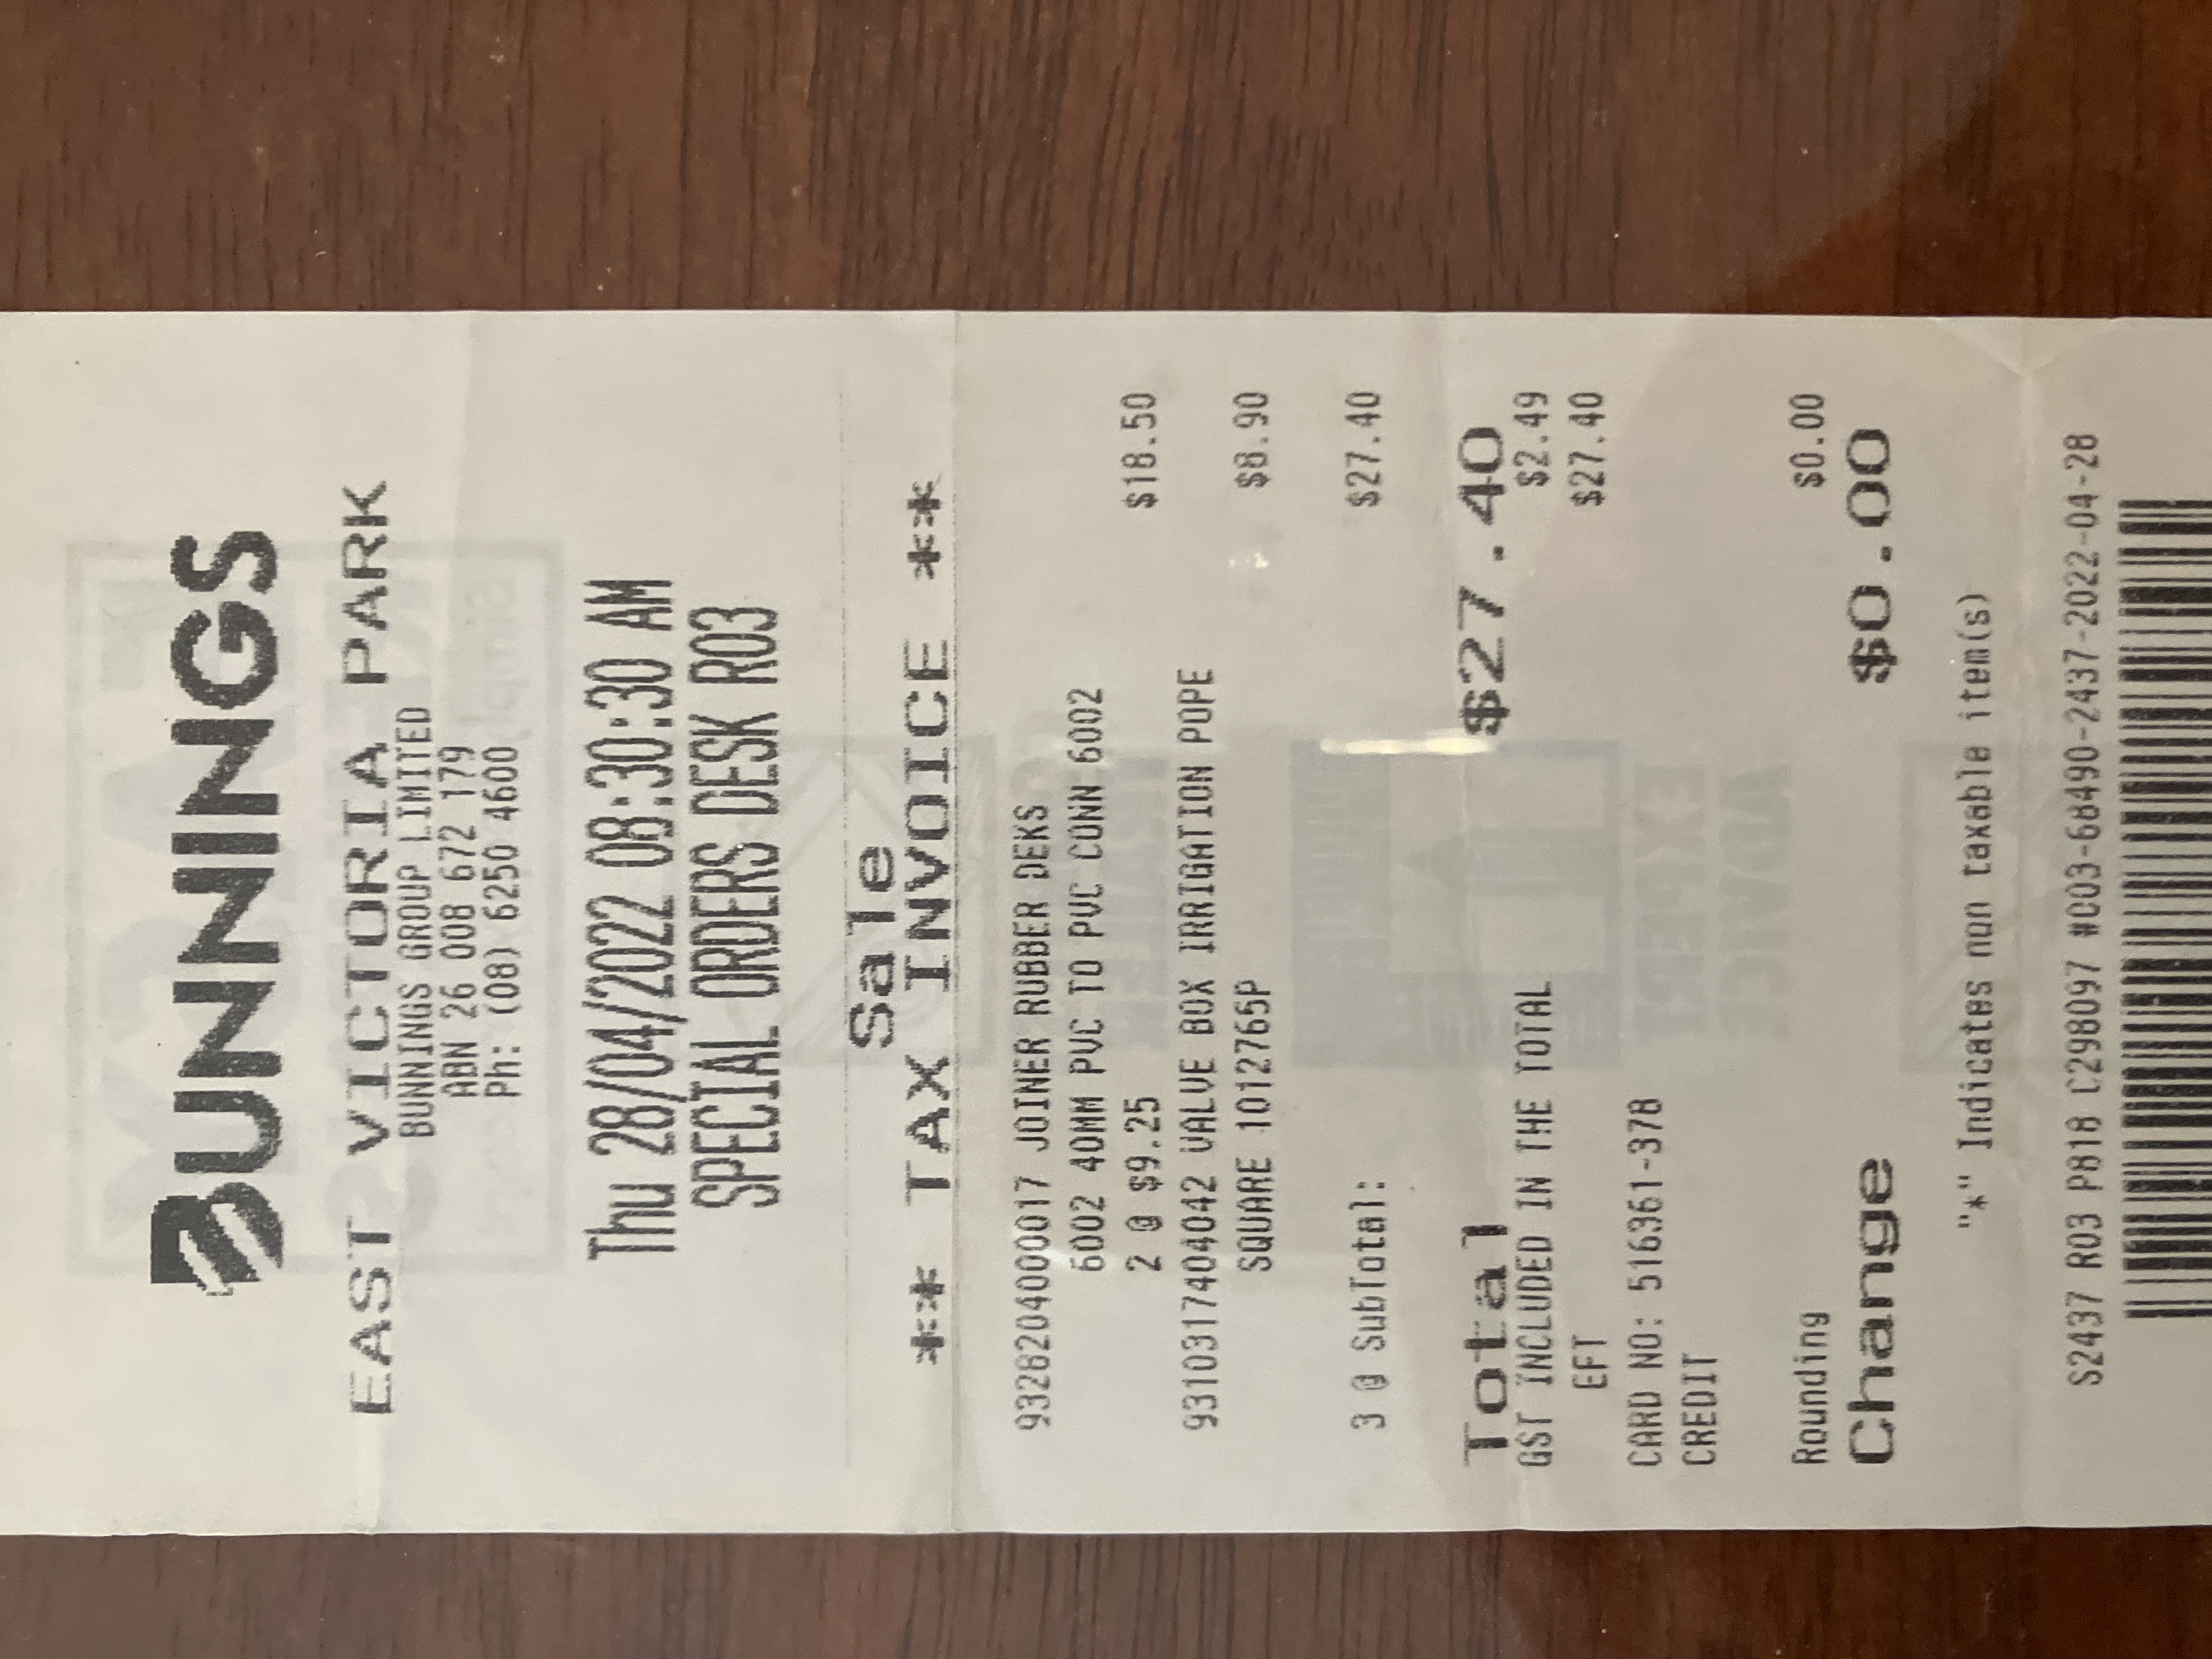 BUNNINGS
EAST VICTORIA PARK
BUNNINGS GROUP LIMITED
ABN 26 008 672 179
Ph: (08) 6250 4600
Thu 28/04/2022 08:30:30 AM
SPECIAL ORDERS DESK R03
Sale
** TAX INVOICE **
9328204000017 JOINER RUBBER DEKS
6002 40MM PVC TO PVC CONN 6002
2 @ $9.25 $18.50
9310317404042 VALVE BOX IRRIGATION POPE
SQUARE 1012765P $8.90
3 @ SubTotal: $27.40
Total $27.40
GST INCLUDED IN THE TOTAL $2.49
EFT $27.40
CARD NO: 516361-378
CREDIT
Rounding $0.00
Change $0.00
"*" Indicates non taxable item(s)
S2437 R03 P818 C298097 #003-68490-2437-2022-04-28